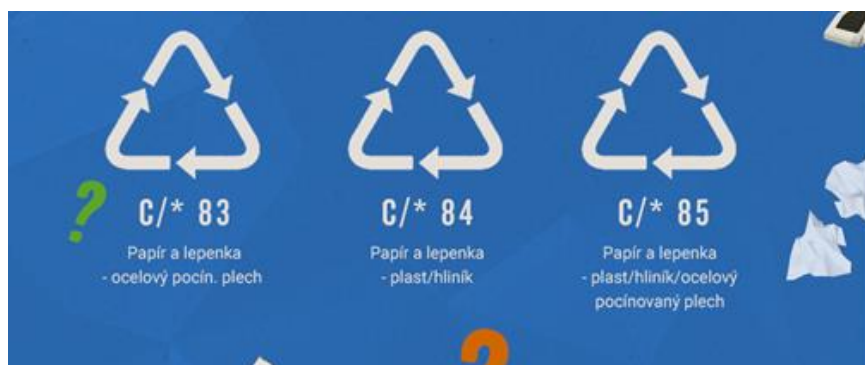 C/* 83
Papír a lepenka
- ocelový pocín. plech
C/* 84
Papír a lepenka
- plast/hliník
C/* 85
Papír a lepenka
- plast/hliník/ocelový
pocínovaný plech
?
?